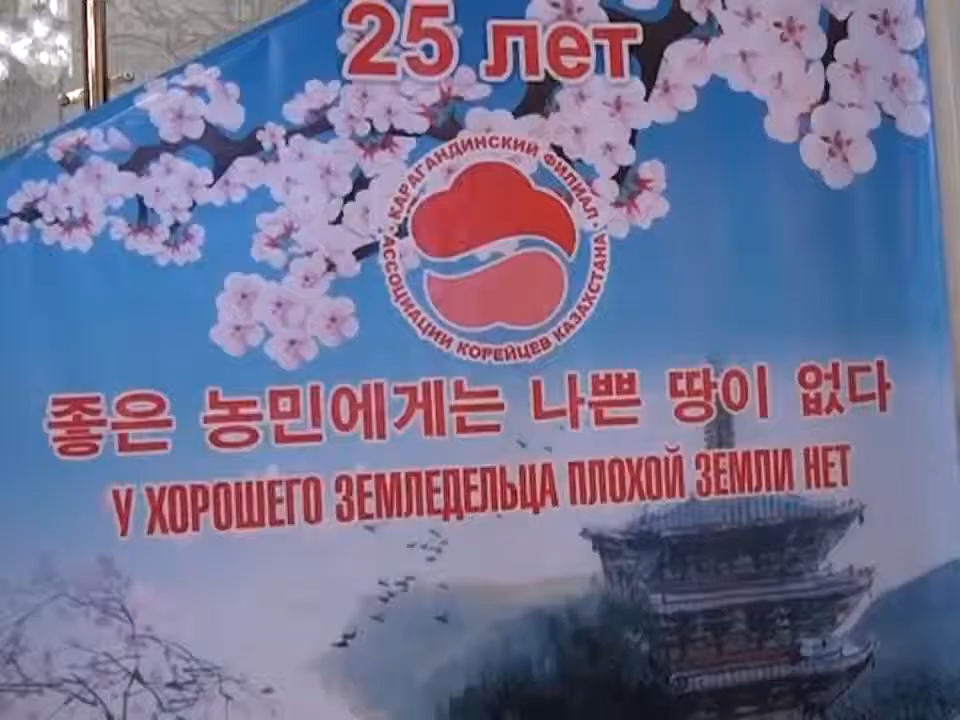 25 лет
КАРАГАНДИНСКИЙ ФИЛИАЛ
АССОЦИАЦИИ КОРЕЙЦЕВ КАЗАХСТАНА
좋은 농민에게는 나쁜 땅이 없다
У ХОРОШЕГО ЗЕМЛЕДЕЛЬЦА ПЛОХОЙ ЗЕМЛИ НЕТ